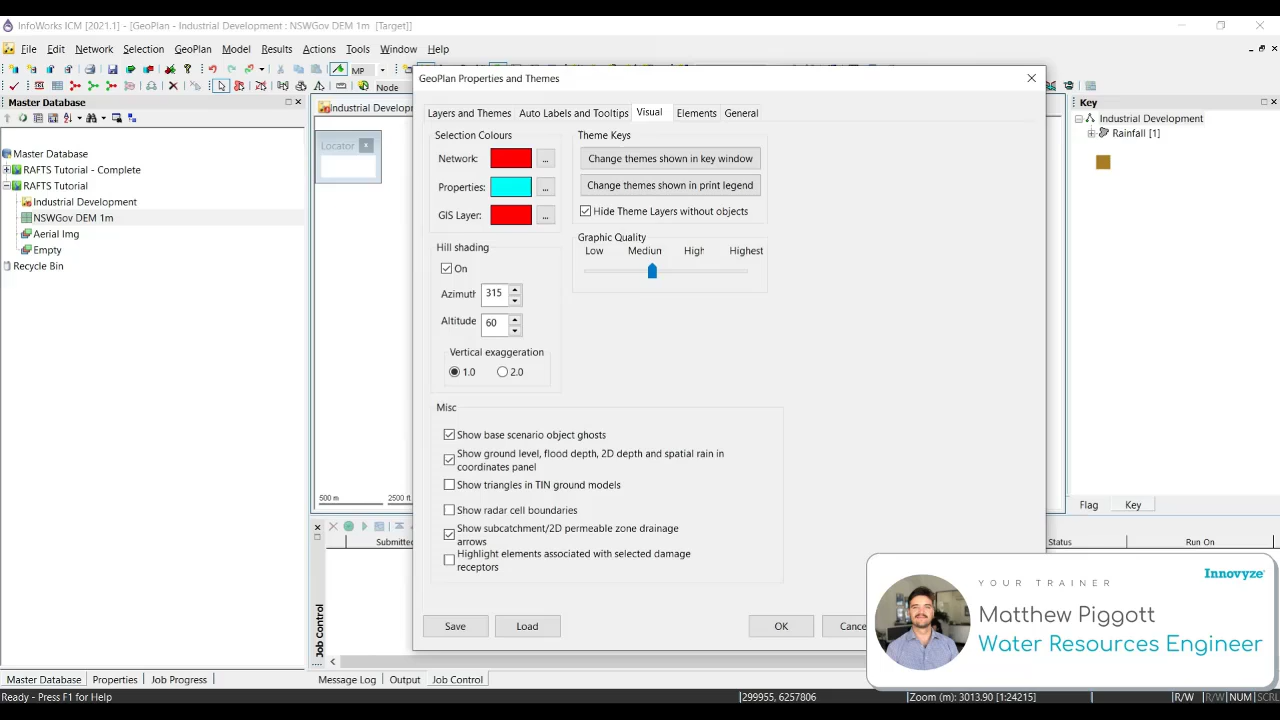 InfoWorks ICM [2021.1] - [GeoPlan - Industrial Development : NSWGov DEM 1m [Target]]
File Edit Network Selection GeoPlan Model Results Actions Tools Window Help
MP
Node
Master Database
Master Database
RAFTS Tutorial - Complete
RAFTS Tutorial
Industrial Development
NSWGov DEM 1m
Aerial Img
Empty
Recycle Bin
Master Database Properties Job Progress
Industrial Develop
Locator
500 m 2500 ft
GeoPlan Properties and Themes
Layers and Themes Auto Labels and Tooltips Visual Elements General
Selection Colours
Network: ...
Properties: ...
GIS Layer: ...
Hill shading
On
Azimuth 315
Altitude 60
Vertical exaggeration
1.0 2.0
Theme Keys
Change themes shown in key window
Change themes shown in print legend
Hide Theme Layers without objects
Graphic Quality
Low Mediun High Highest
Misc
Show base scenario object ghosts
Show ground level, flood depth, 2D depth and spatial rain in
coordinates panel
Show triangles in TIN ground models
Show radar cell boundaries
Show subcatchment/2D permeable zone drainage
arrows
Highlight elements associated with selected damage
receptors
Save Load OK Cance
Key
Industrial Development
Rainfall [1]
Flag Key
Submitted Status Run On
Job Control
Message Log Output Job Control
Innovyze
YOUR TRAINER
Matthew Piggott
Water Resources Engineer
Ready - Press F1 for Help 299955, 6257806 Zoom (m): 3013.90 [1:24215] R/W R/W NUM SCRL